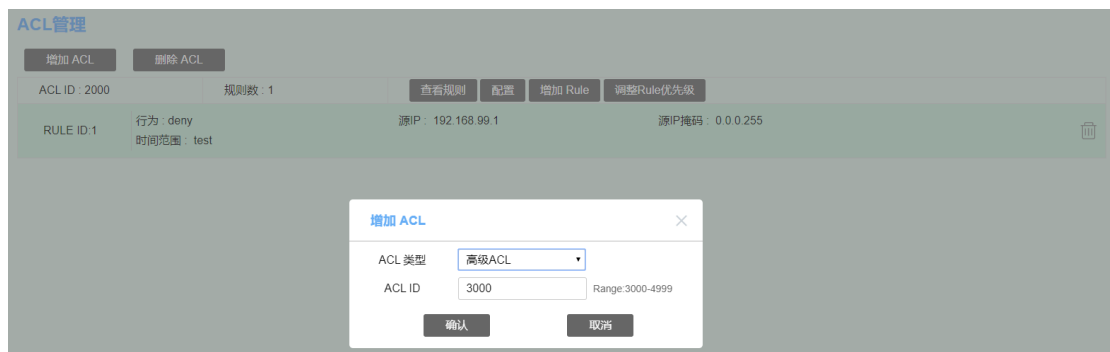 ACL管理
增加 ACL 删除 ACL
ACL ID : 2000 规则数 : 1 查看规则 配置 增加 Rule 调整Rule优先级
RULE ID:1 行为 : deny 源IP : 192.168.99.1 源IP掩码 : 0.0.0.255
时间范围 : test
增加 ACL
ACL 类型 高级ACL
ACL ID 3000 Range:3000-4999
确认 取消